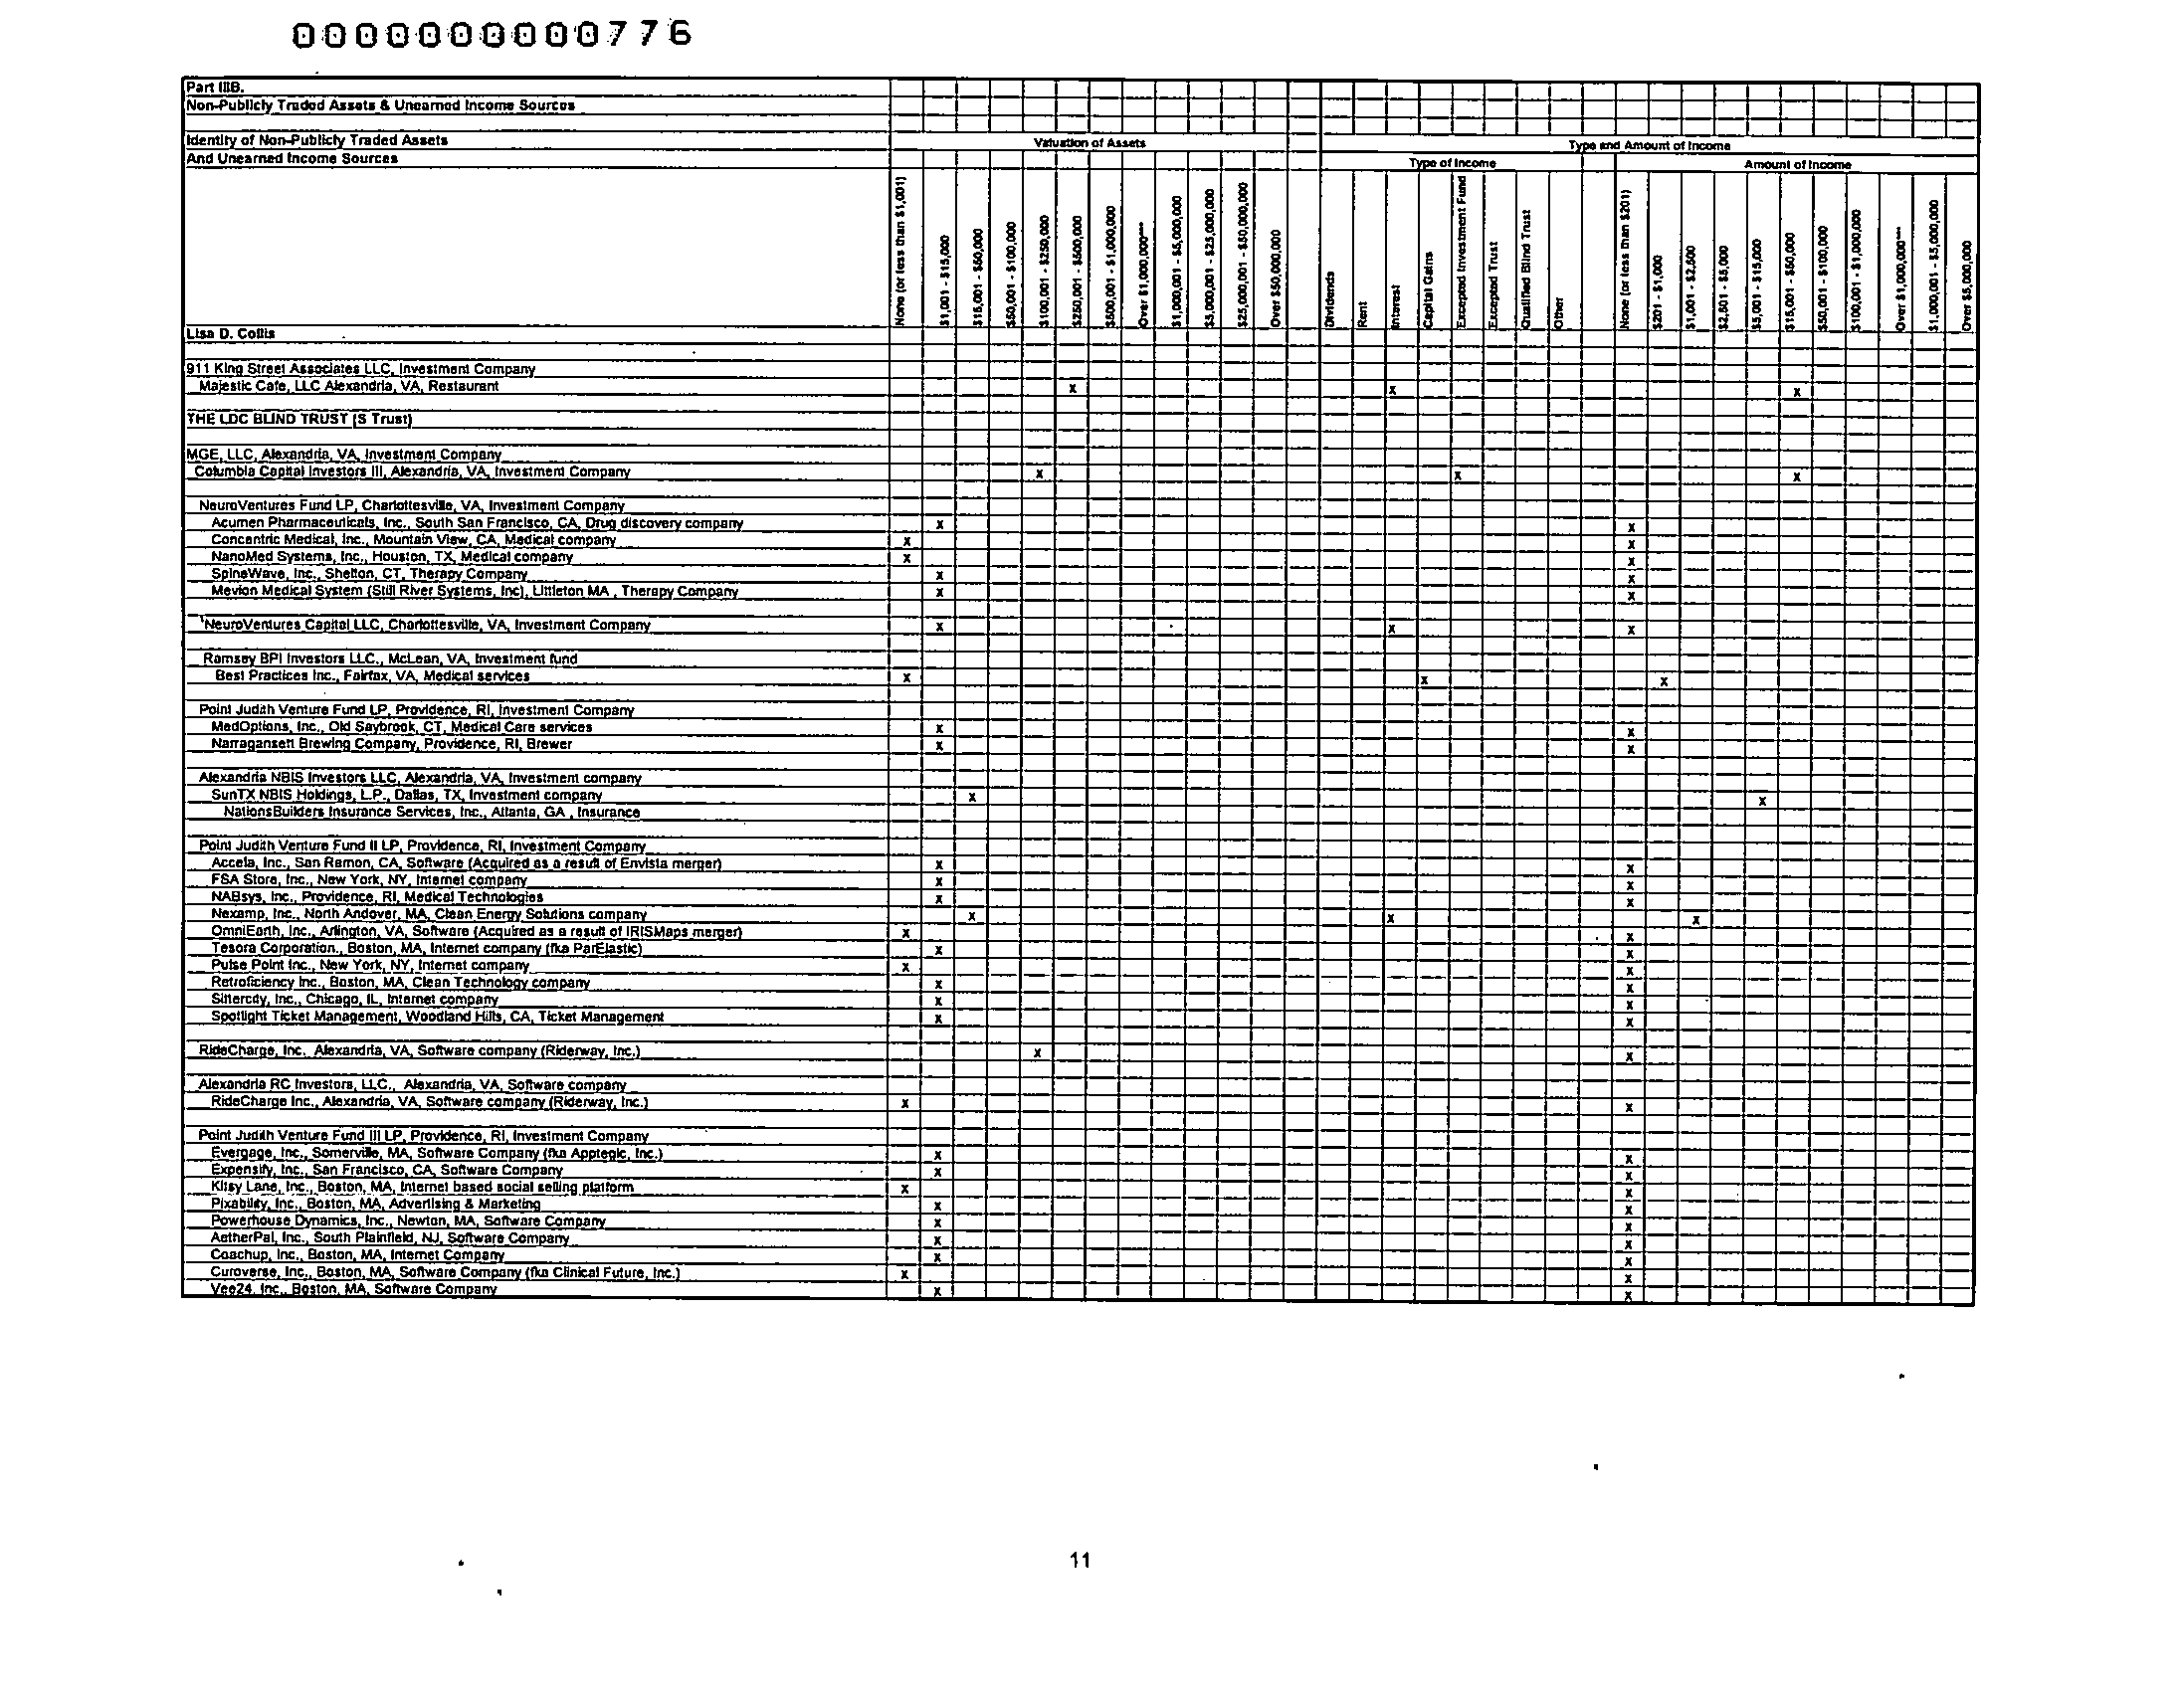 0000000000776
Part IIIB.
Non-Publicly Traded Assets & Unearned Income Sources
Identity of Non-Publicly Traded Assets
Valuation of Assets
Type and Amount of Income
And Unearned Income Sources
Type of Income
Amount of Income
None (or less than $1,001)
$1,001 - $15,000
$15,001 - $50,000
$50,001 - $100,000
$100,001 - $250,000
$250,001 - $500,000
$500,001 - $1,000,000
Over $1,000,000***
$1,000,001 - $5,000,000
$5,000,001 - $25,000,000
$25,000,001 - $50,000,000
Over $50,000,000
Dividends
Rent
Interest
Capital Gains
Excepted Investment Fund
Excepted Trust
Qualified Blind Trust
Other
None (or less than $201)
$201 - $1,000
$1,001 - $2,500
$2,501 - $5,000
$5,001 - $15,000
$15,001 - $50,000
$50,001 - $100,000
$100,001 - $1,000,000
Over $1,000,000***
$1,000,001 - $5,000,000
Over $5,000,000
Lisa D. Collis
911 King Street Associates LLC, Investment Company
Majestic Cafe, LLC Alexandria, VA, Restaurant x x x
THE LDC BLIND TRUST (S Trust)
MGE, LLC, Alexandria, VA, Investment Company
Columbia Capital Investors III, Alexandria, VA, Investment Company x x x
NeuroVentures Fund LP, Charlottesville, VA, Investment Company
Acumen Pharmaceuticals, Inc., South San Francisco, CA, Drug discovery company x x
Concentric Medical, Inc., Mountain View, CA, Medical company x x
NanoMed Systems, Inc., Houston, TX, Medical company x x
SpineWave, Inc., Shelton, CT, Therapy Company x x
Mevion Medical System (Still River Systems, Inc), Littleton MA , Therapy Company x x
NeuroVentures Capital LLC, Charlottesville, VA, Investment Company x x x
Ramsey BPI Investors LLC., McLean, VA, Investment fund
Best Practices Inc., Fairfax, VA, Medical services x x x
Point Judith Venture Fund LP, Providence, RI, Investment Company
MedOptions, Inc., Old Saybrook, CT, Medical Care services x x
Narragansett Brewing Company, Providence, RI, Brewer x x
Alexandria NBIS Investors LLC, Alexandria, VA, Investment company
SunTX NBIS Holdings, L.P., Dallas, TX, Investment company x x
NationsBuilders Insurance Services, Inc., Atlanta, GA , Insurance
Point Judith Venture Fund II LP, Providence, RI, Investment Company
Accela, Inc., San Ramon, CA, Software (Acquired as a result of Envista merger) x x
FSA Store, Inc., New York, NY, Internet company x x
NABsys, Inc., Providence, RI, Medical Technologies x x
Nexamp, Inc., North Andover, MA, Clean Energy Solutions company x x x
OmniEarth, Inc., Arlington, VA, Software (Acquired as a result of IRISMaps merger) x x
Tesora Corporation., Boston, MA, Internet company (fka ParElastic) x x
Pulse Point Inc., New York, NY, Internet company x x
Retroficiency Inc., Boston, MA, Clean Technology company x x
Sittercity, Inc., Chicago, IL, Internet company x x
Spotlight Ticket Management, Woodland Hills, CA, Ticket Management x x
RideCharge, Inc. Alexandria, VA, Software company (Riderway, Inc.) x x
Alexandria RC Investors, LLC., Alexandria, VA, Software company
RideCharge Inc., Alexandria, VA, Software company (Riderway, Inc.) x x
Point Judith Venture Fund III LP, Providence, RI, Investment Company
Evergage, Inc., Somerville, MA, Software Company (fka Apptegic, Inc.) x x
Expensify, Inc., San Francisco, CA, Software Company x x
Kitsy Lane, Inc., Boston, MA, Internet based social selling platform x x
Pixability, Inc., Boston, MA, Advertising & Marketing x x
Powerhouse Dynamics, Inc., Newton, MA, Software Company x x
AetherPal, Inc., South Plainfield, NJ, Software Company x x
Coachup, Inc., Boston, MA, Internet Company x x
Curoverse, Inc., Boston, MA, Software Company (fka Clinical Future, Inc.) x x
Vee24, Inc., Boston, MA, Software Company x x
11